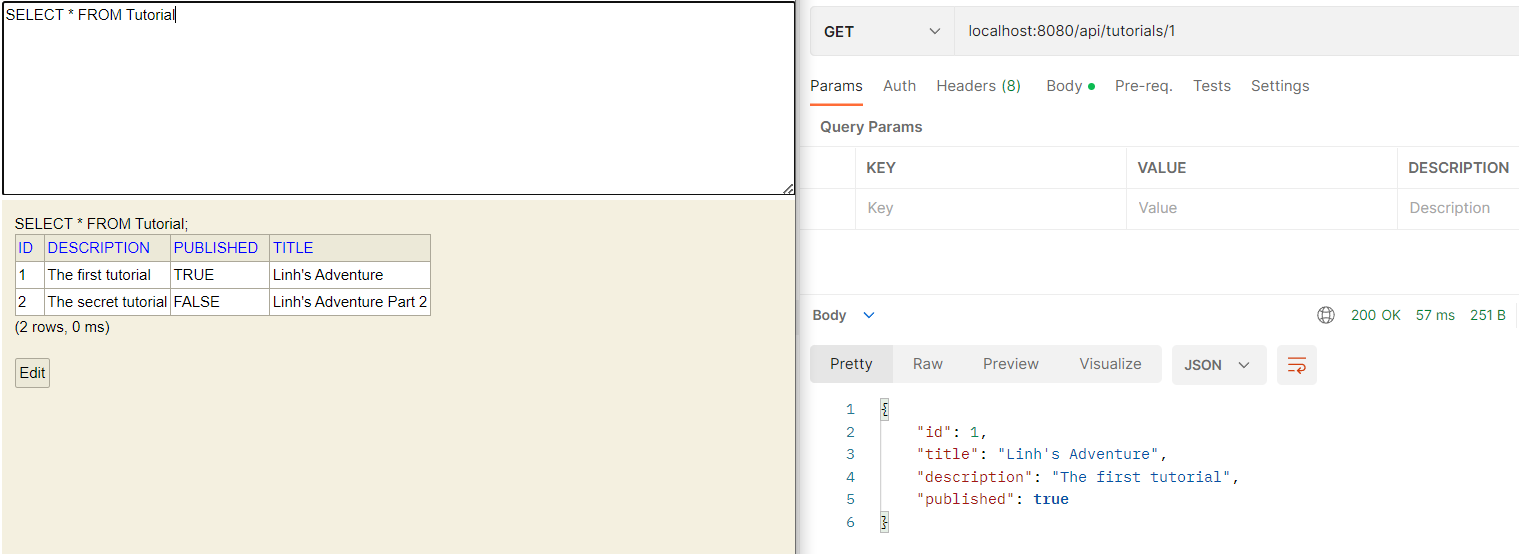 SELECT * FROM Tutorial
SELECT * FROM Tutorial;
ID DESCRIPTION PUBLISHED TITLE
1 The first tutorial TRUE Linh's Adventure
2 The secret tutorial FALSE Linh's Adventure Part 2
(2 rows, 0 ms)
Edit
GET localhost:8080/api/tutorials/1
Params Auth Headers (8) Body Pre-req. Tests Settings
Query Params
KEY VALUE DESCRIPTION
Key Value Description
Body 200 OK 57 ms 251 B
Pretty Raw Preview Visualize JSON
1 {
2 "id": 1,
3 "title": "Linh's Adventure",
4 "description": "The first tutorial",
5 "published": true
6 }